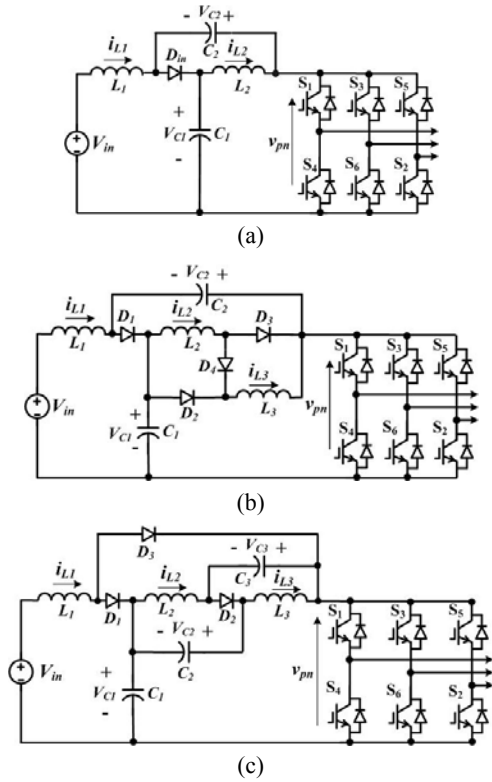 - V_C2 +
C_2
i_L1
D_in
i_L2
L_1
L_2
S_1
S_3
S_5
+
V_C1
-
C_1
V_in
v_pn
S_4
S_6
S_2
(a)
- V_C2 +
C_2
i_L1
D_1
i_L2
D_3
L_1
L_2
D_4
i_L3
D_2
L_3
S_1
S_3
S_5
+
V_C1
-
C_1
V_in
v_pn
S_4
S_6
S_2
(b)
D_3
- V_C3 +
C_3
i_L1
i_L2
i_L3
L_1
D_1
L_2
D_2
L_3
- V_C2 +
C_2
S_1
S_3
S_5
+
V_C1
-
C_1
V_in
v_pn
S_4
S_6
S_2
(c)